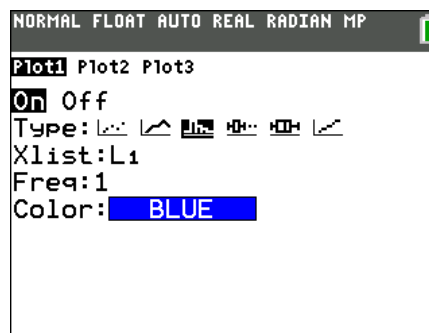 NORMAL FLOAT AUTO REAL RADIAN MP
Plot1 Plot2 Plot3
On Off
Type:
Xlist:L₁
Freq:1
Color: BLUE